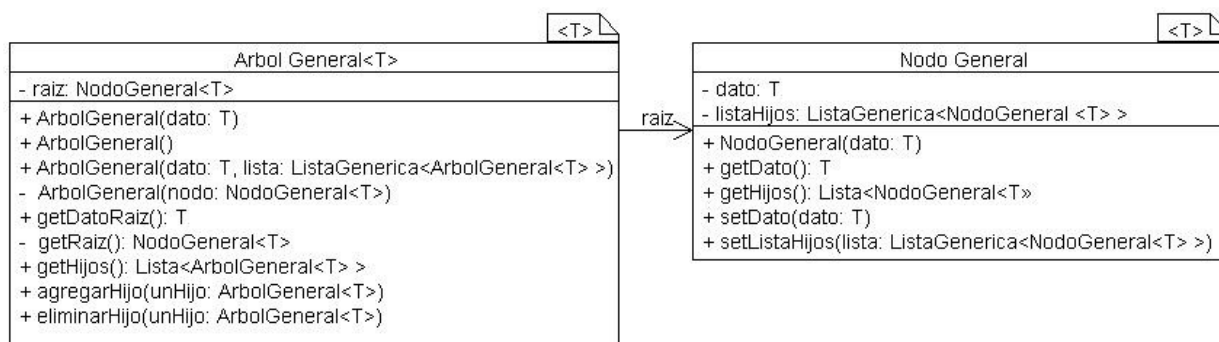 <T>
Arbol General<T>
- raiz: NodoGeneral<T>
+ ArbolGeneral(dato: T)
+ ArbolGeneral()
+ ArbolGeneral(dato: T, lista: ListaGenerica<ArbolGeneral<T> >)
- ArbolGeneral(nodo: NodoGeneral<T>)
+ getDatoRaiz(): T
- getRaiz(): NodoGeneral<T>
+ getHijos(): Lista<ArbolGeneral<T> >
+ agregarHijo(unHijo: ArbolGeneral<T>)
+ eliminarHijo(unHijo: ArbolGeneral<T>)
raiz
<T>
Nodo General
- dato: T
- listaHijos: ListaGenerica<NodoGeneral <T> >
+ NodoGeneral(dato: T)
+ getDato(): T
+ getHijos(): Lista<NodoGeneral<T»
+ setDato(dato: T)
+ setListaHijos(lista: ListaGenerica<NodoGeneral<T> >)